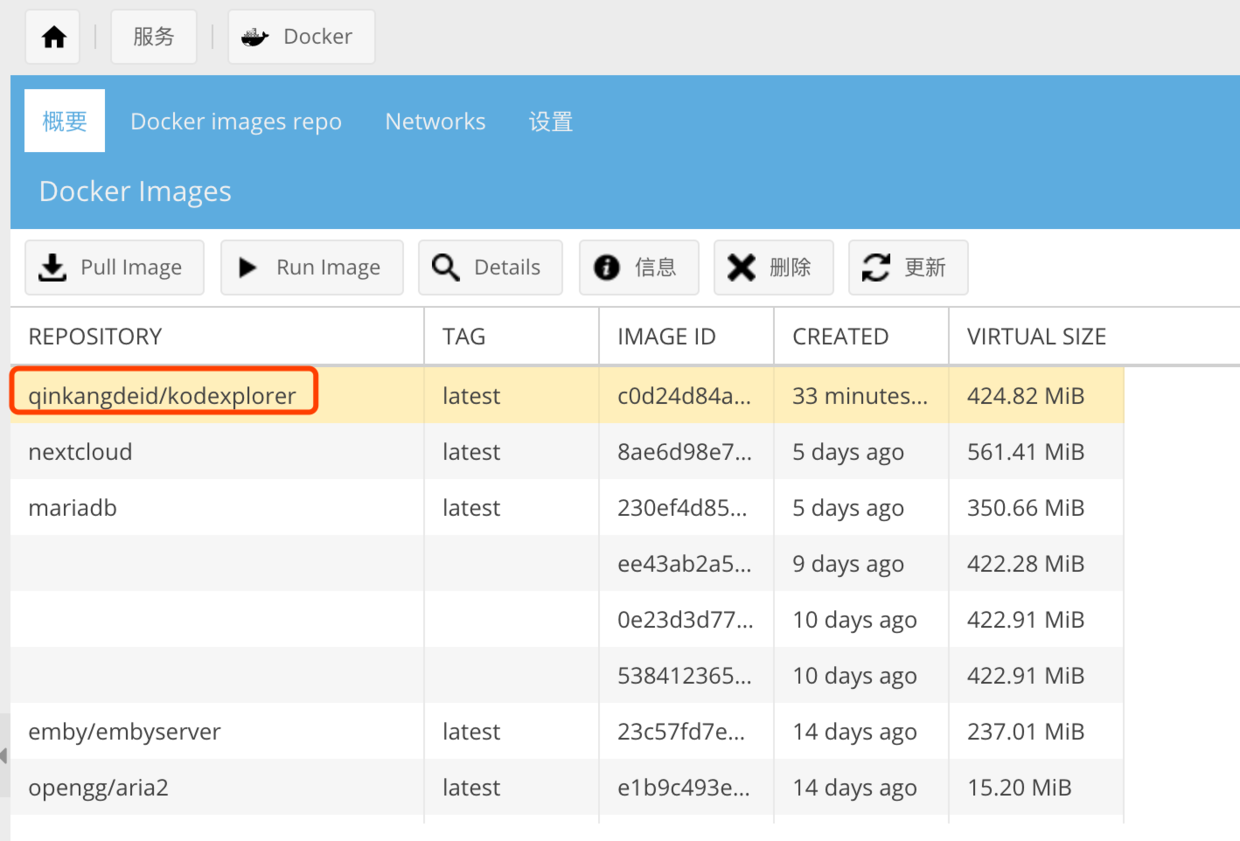 服务 Docker
概要 Docker images repo Networks 设置
Docker Images
Pull Image Run Image Details 信息 删除 更新
REPOSITORY TAG IMAGE ID CREATED VIRTUAL SIZE
qinkangdeid/kodexplorer latest c0d24d84a... 33 minutes... 424.82 MiB
nextcloud latest 8ae6d98e7... 5 days ago 561.41 MiB
mariadb latest 230ef4d85... 5 days ago 350.66 MiB
ee43ab2a5... 9 days ago 422.28 MiB
0e23d3d77... 10 days ago 422.91 MiB
538412365... 10 days ago 422.91 MiB
emby/embyserver latest 23c57fd7e... 14 days ago 237.01 MiB
opengg/aria2 latest e1b9c493e... 14 days ago 15.20 MiB